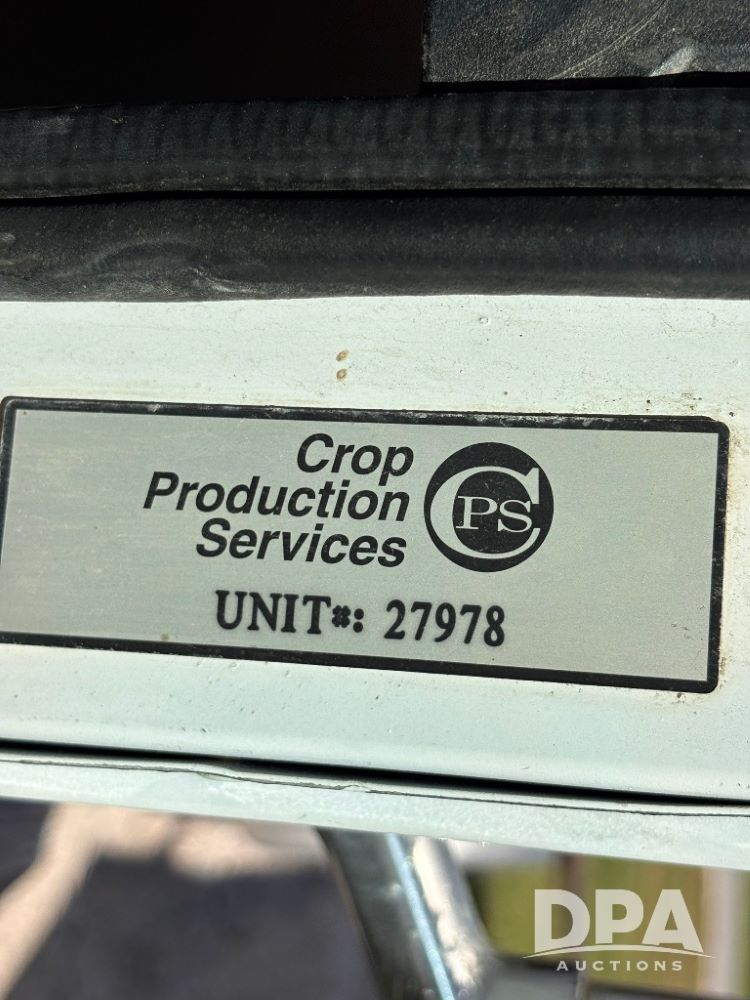 Crop
Production
Services
CPS
UNIT#: 27978
DPA
AUCTIONS